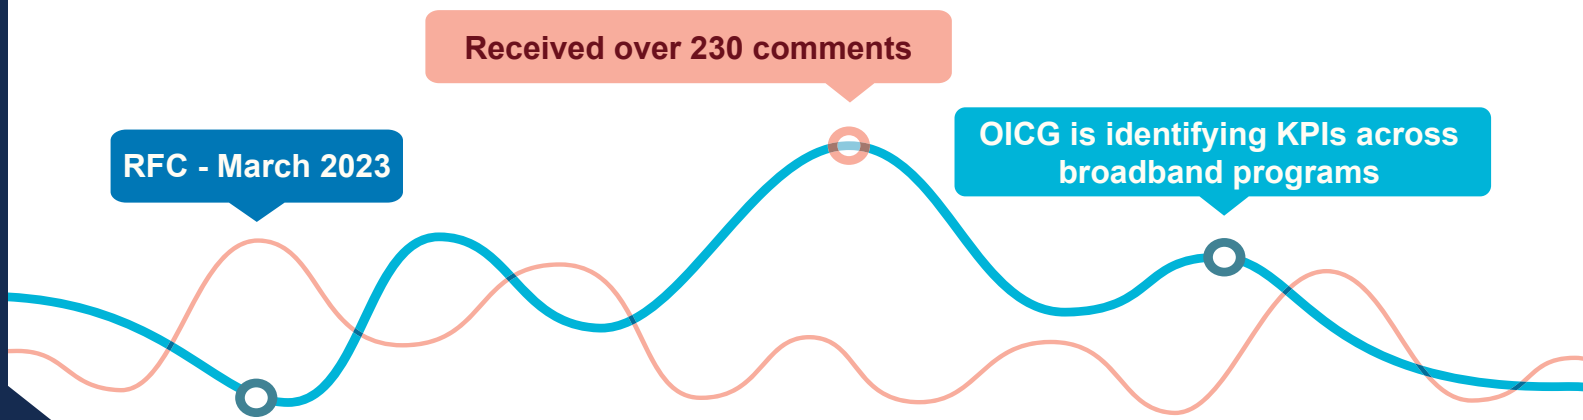 Received over 230 comments
RFC - March 2023
OICG is identifying KPIs across
broadband programs